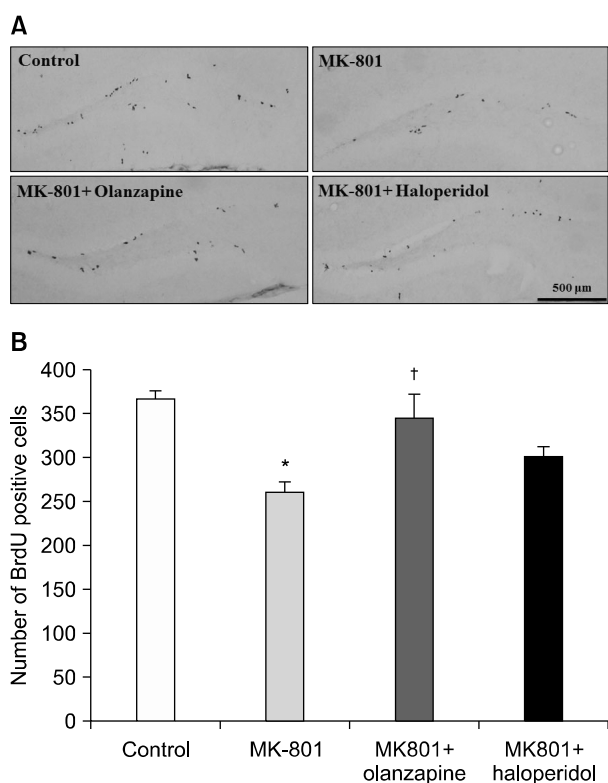 A
Control
MK-801
MK-801+ Olanzapine
MK-801+ Haloperidol
500 µm
B
Number of BrdU positive cells
400
350
300
250
200
150
100
50
0
*
†
Control
MK-801
MK801+
olanzapine
MK801+
haloperidol